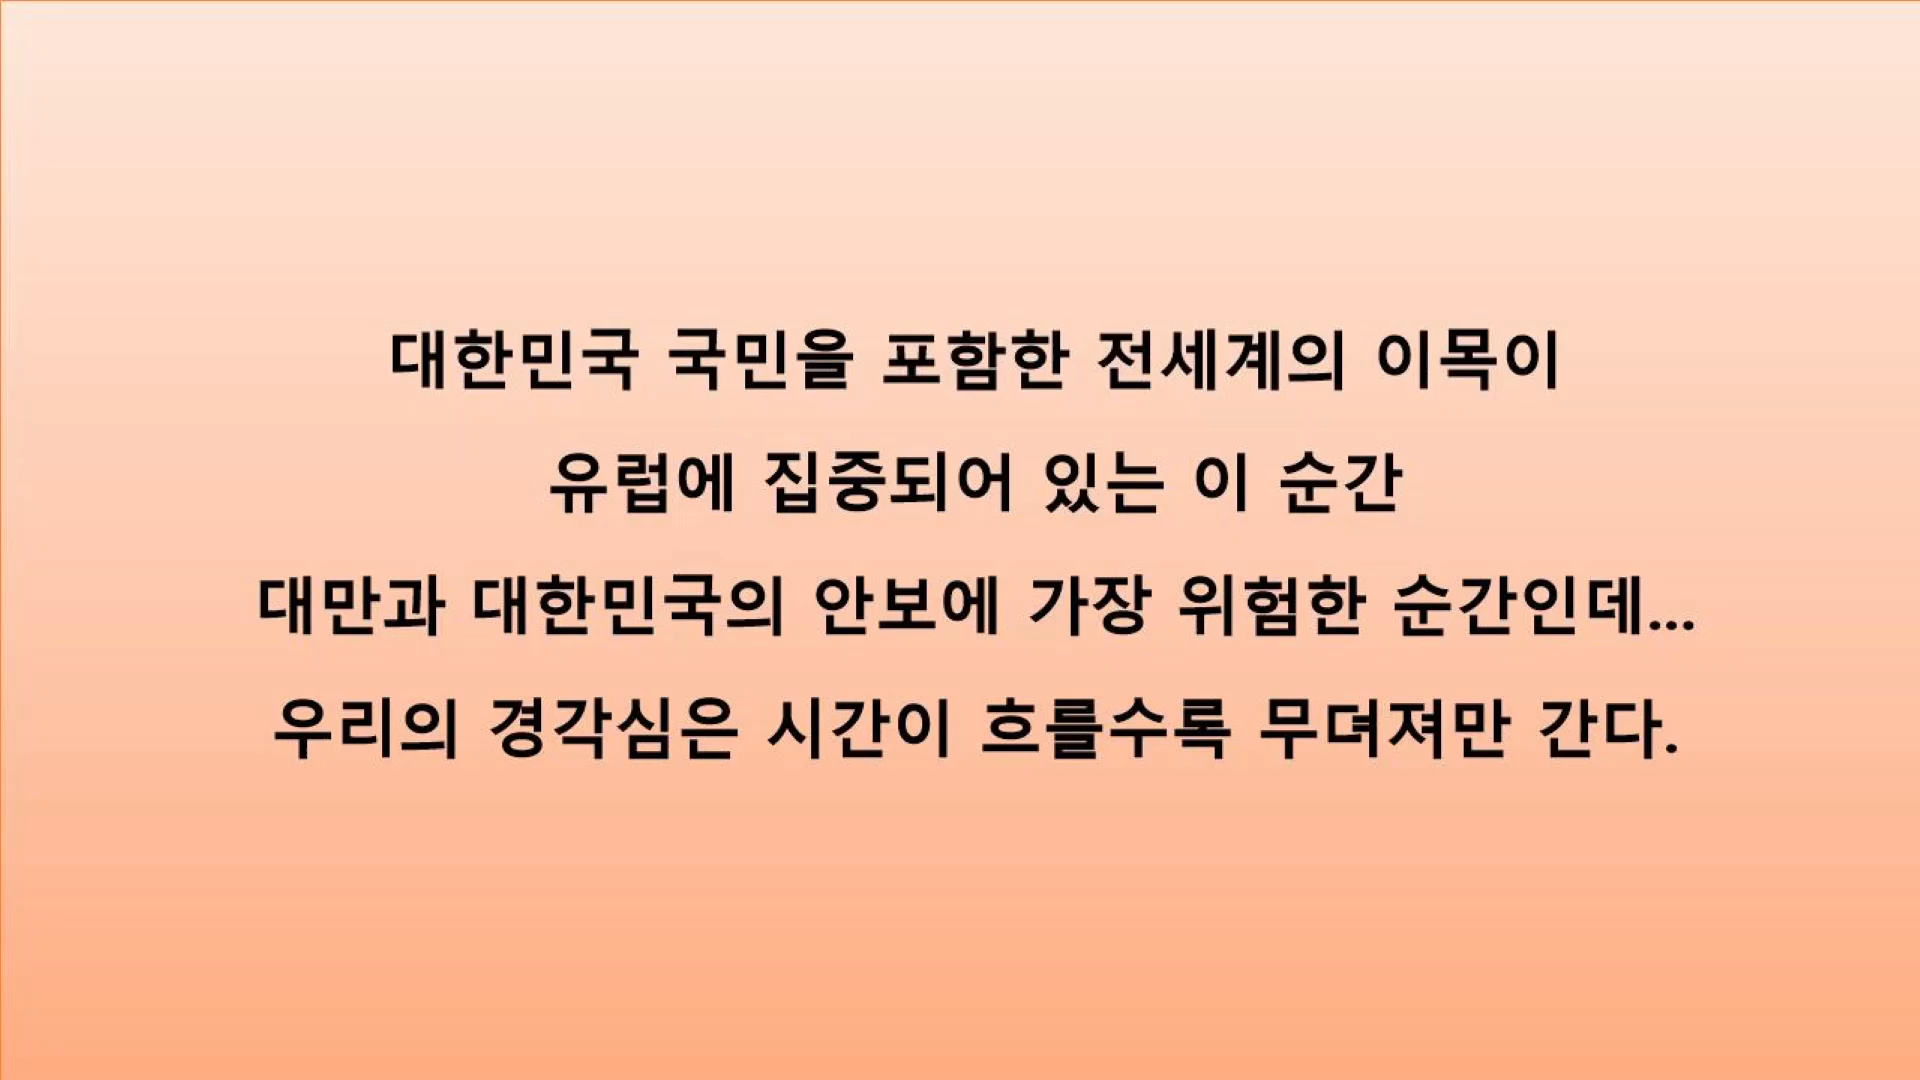 대한민국 국민을 포함한 전세계의 이목이
유럽에 집중되어 있는 이 순간
대만과 대한민국의 안보에 가장 위험한 순간인데...
우리의 경각심은 시간이 흐를수록 무뎌져만 간다.